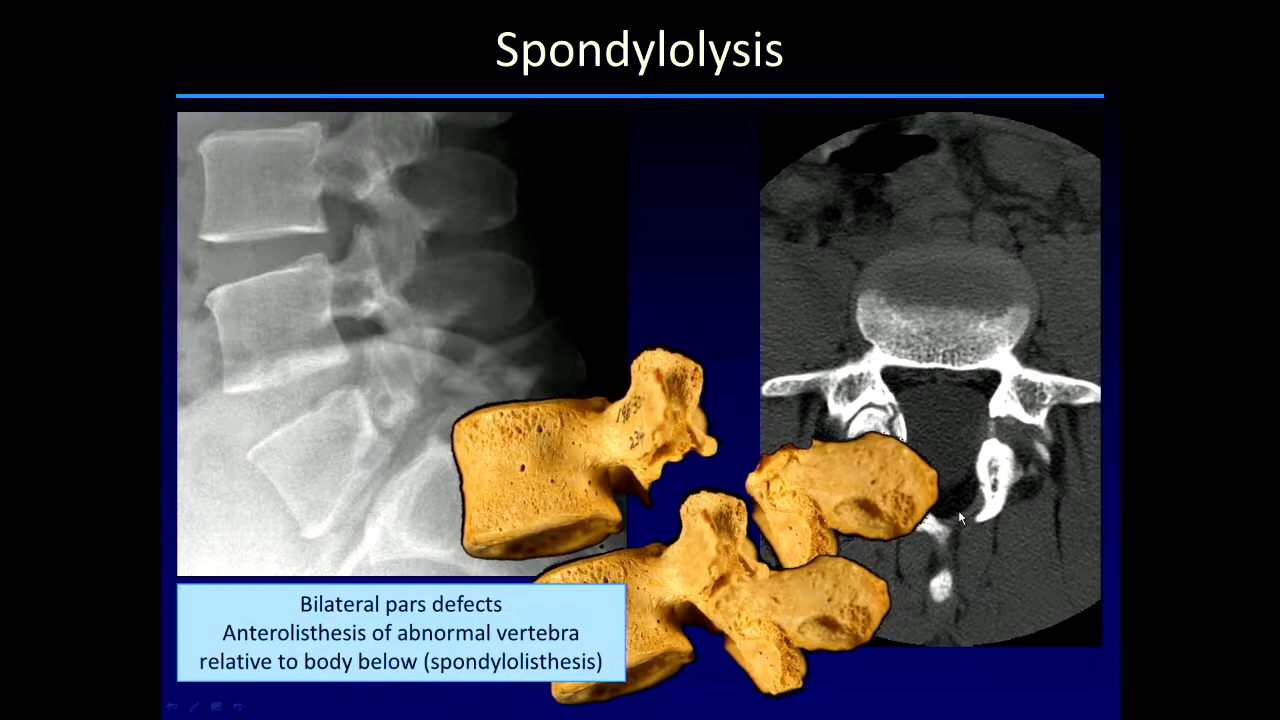 Spondylolysis
Bilateral pars defects
Anterolisthesis of abnormal vertebra
relative to body below (spondylolisthesis)